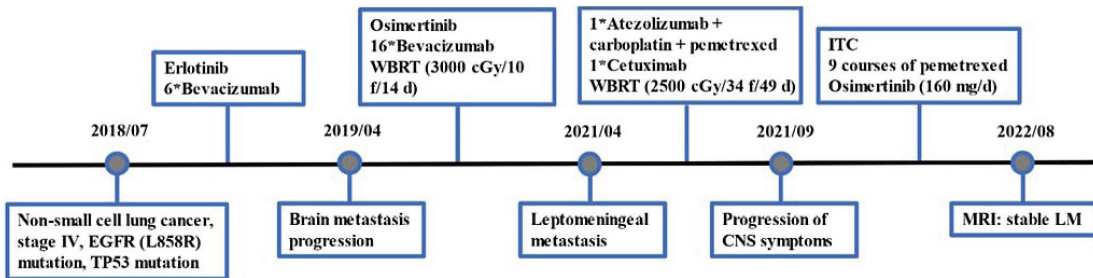 Erlotinib
6*Bevacizumab
Osimertinib
16*Bevacizumab
WBRT (3000 cGy/10
f/14 d)
1*Atezolizumab +
carboplatin + pemetrexed
1*Cetuximab
WBRT (2500 cGy/34 f/49 d)
ITC
9 courses of pemetrexed
Osimertinib (160 mg/d)
2018/07
2019/04
2021/04
2021/09
2022/08
Non-small cell lung cancer,
stage IV, EGFR (L858R)
mutation, TP53 mutation
Brain metastasis
progression
Leptomeningeal
metastasis
Progression of
CNS symptoms
MRI: stable LM